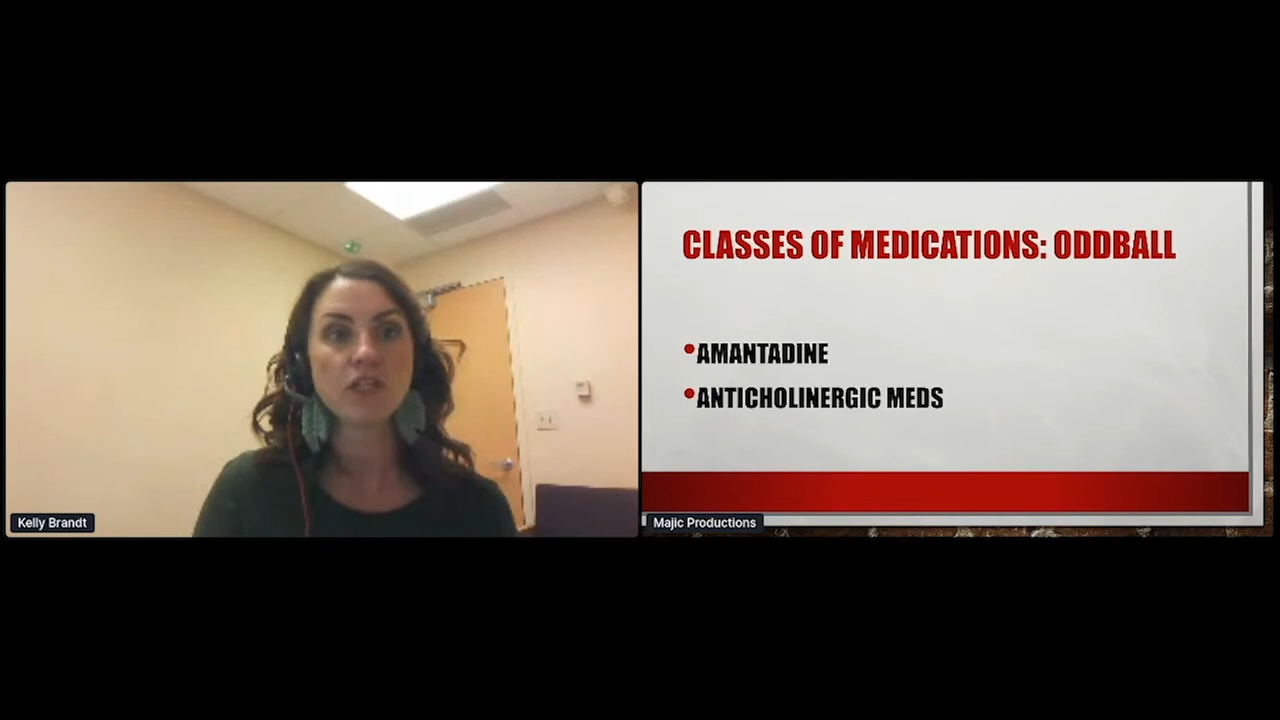 CLASSES OF MEDICATIONS: ODDBALL
•AMANTADINE
•ANTICHOLINERGIC MEDS
Kelly Brandt
Majic Productions